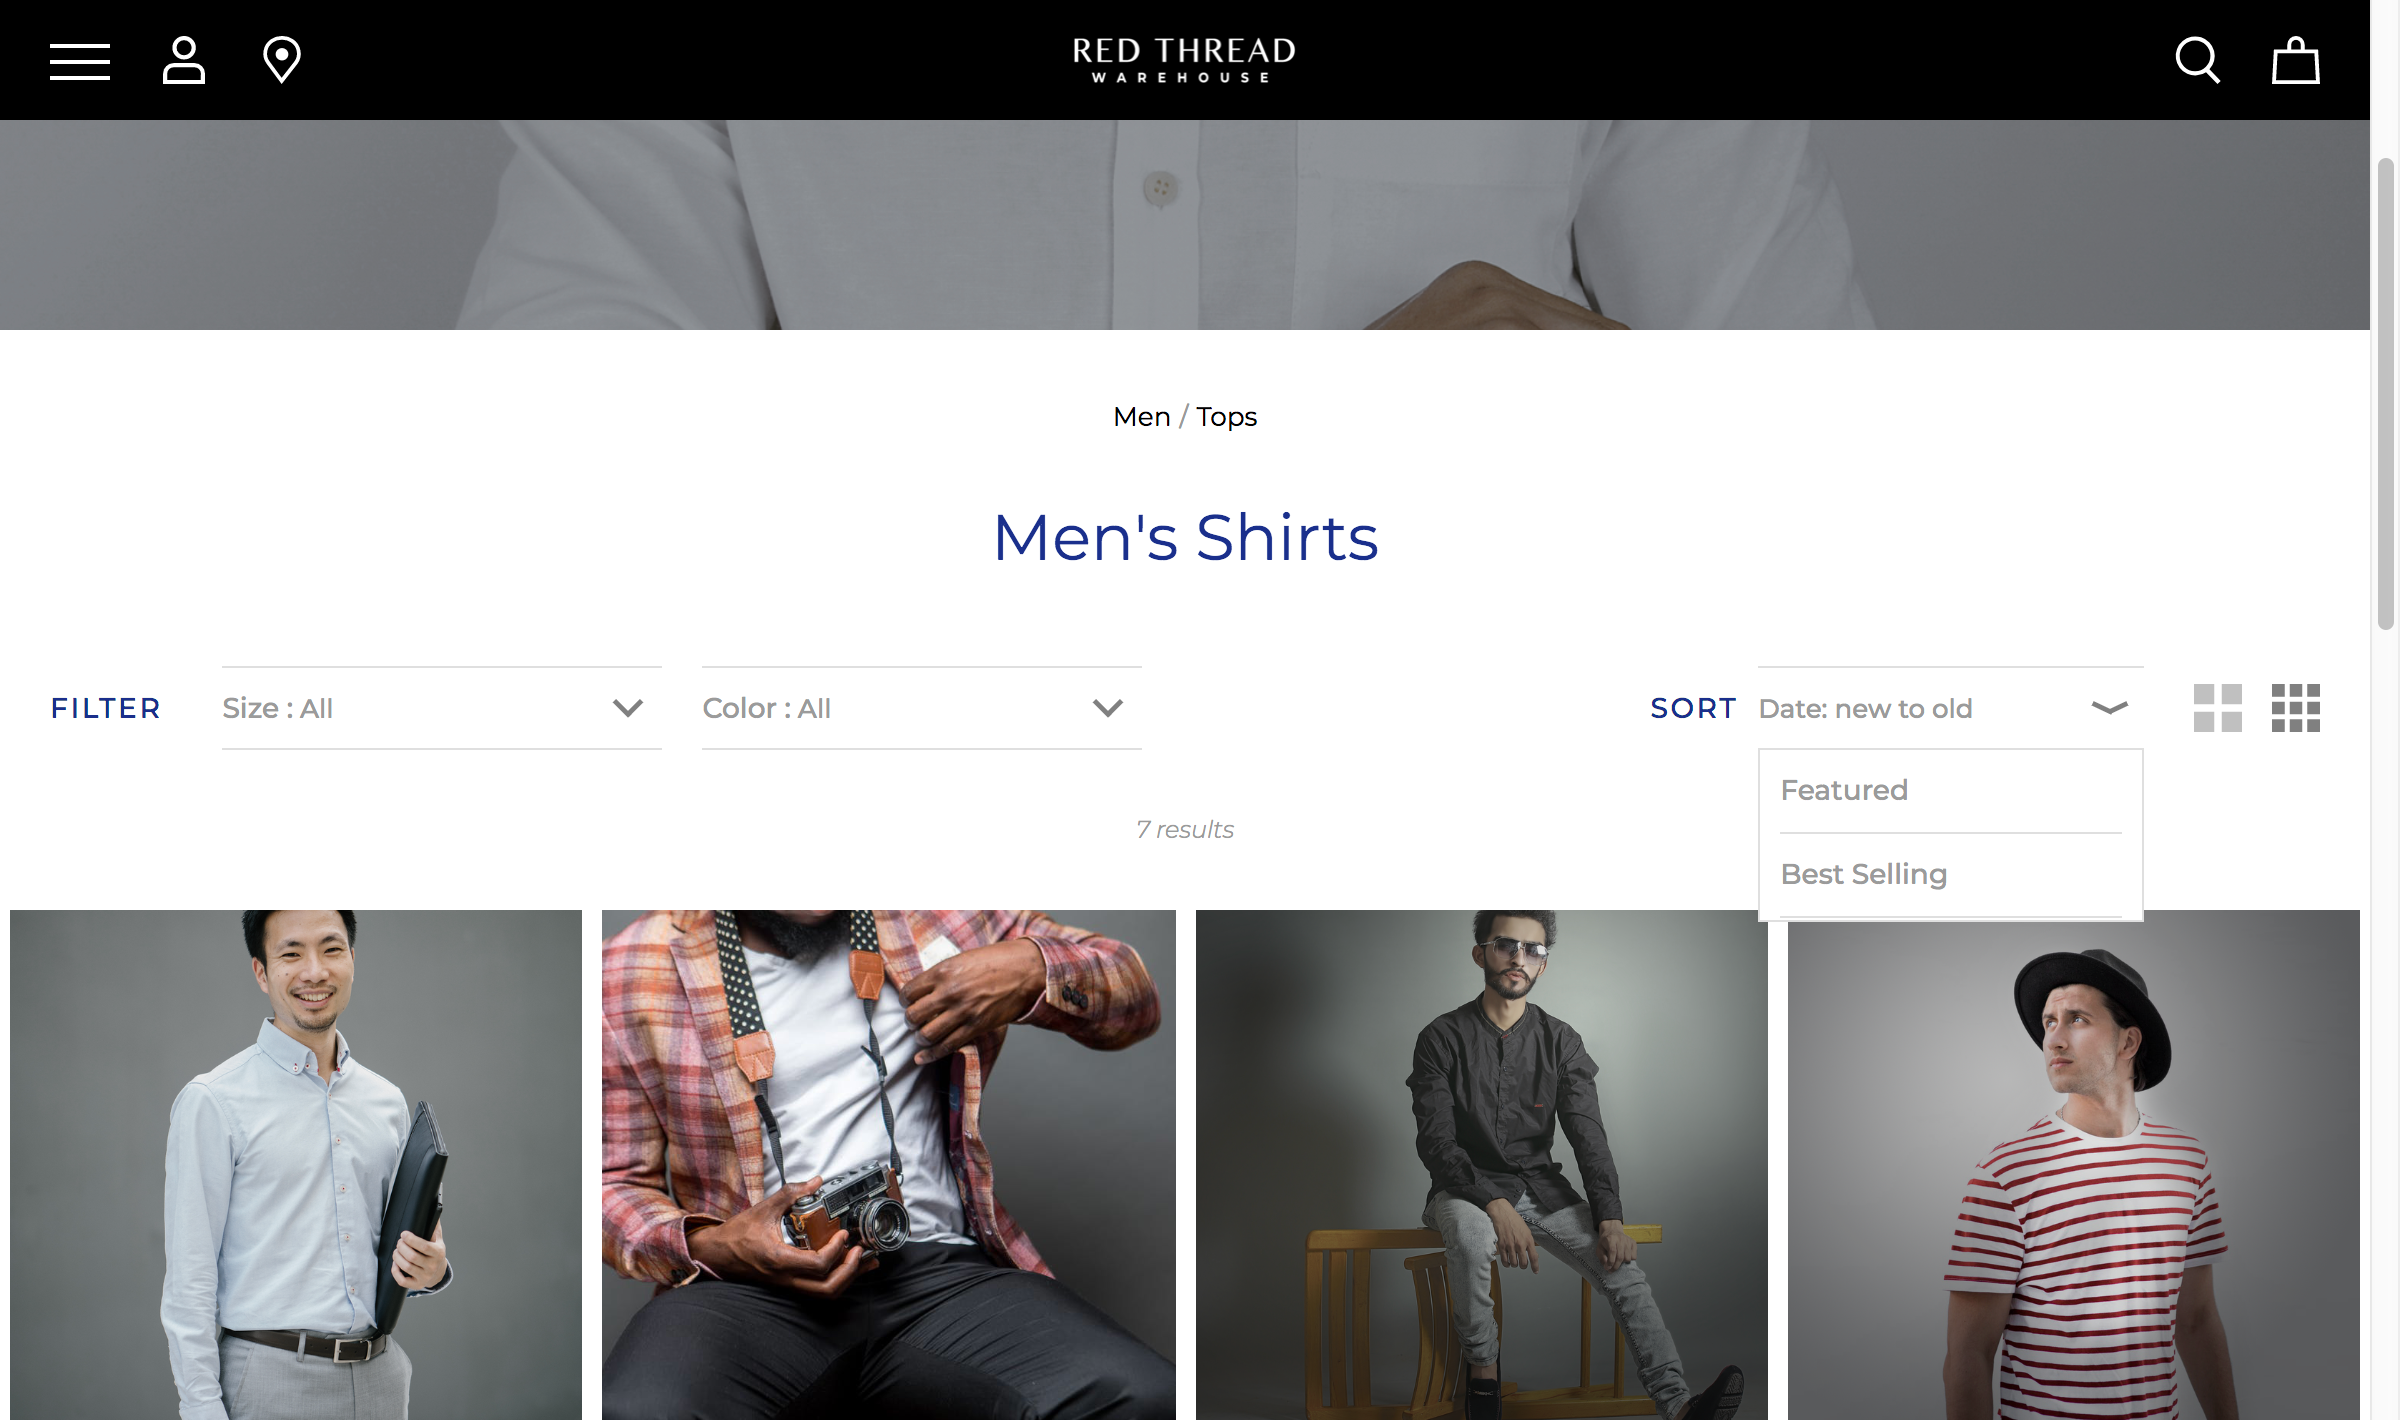 RED THREAD
WAREHOUSE
Men / Tops
Men's Shirts
FILTER
Size : All
Color : All
SORT
Date: new to old
Featured
Best Selling
7 results